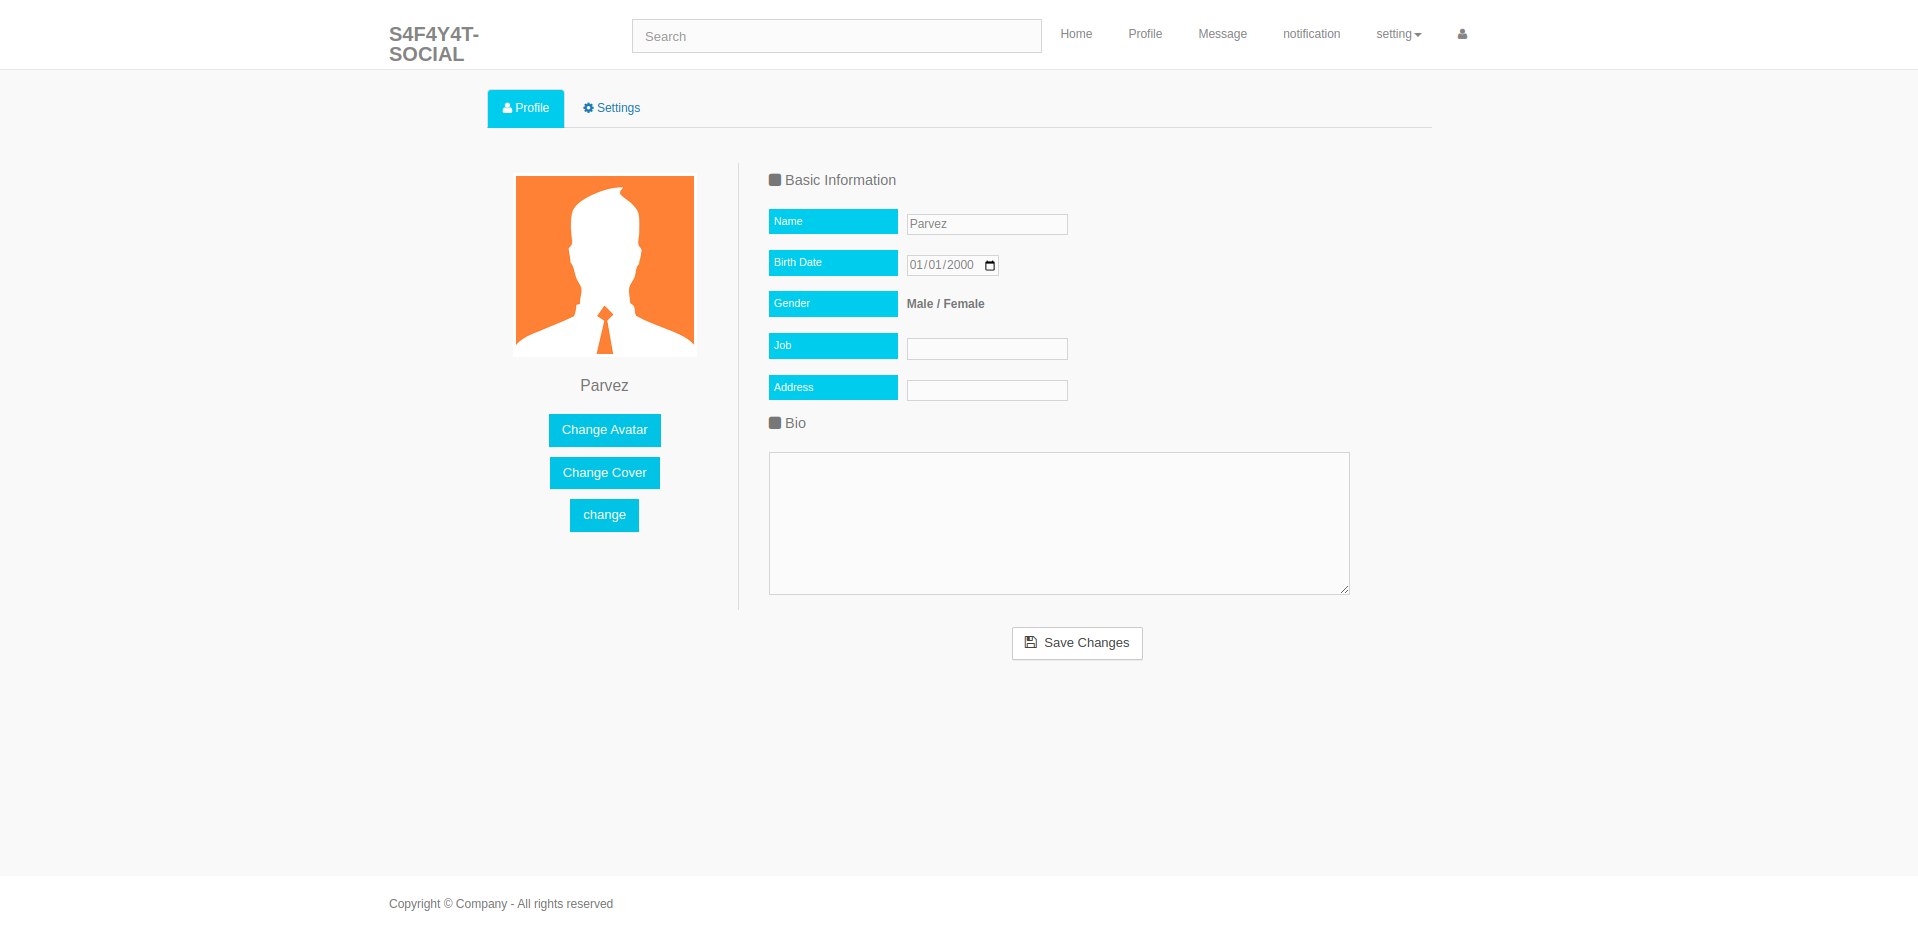 S4F4Y4T-
SOCIAL
Search
Home
Profile
Message
notification
setting
Profile
Settings
Basic Information
Name
Parvez
Birth Date
01/01/2000
Gender
Male / Female
Job
Address
Parvez
Change Avatar
Change Cover
change
Bio
Save Changes
Copyright © Company - All rights reserved